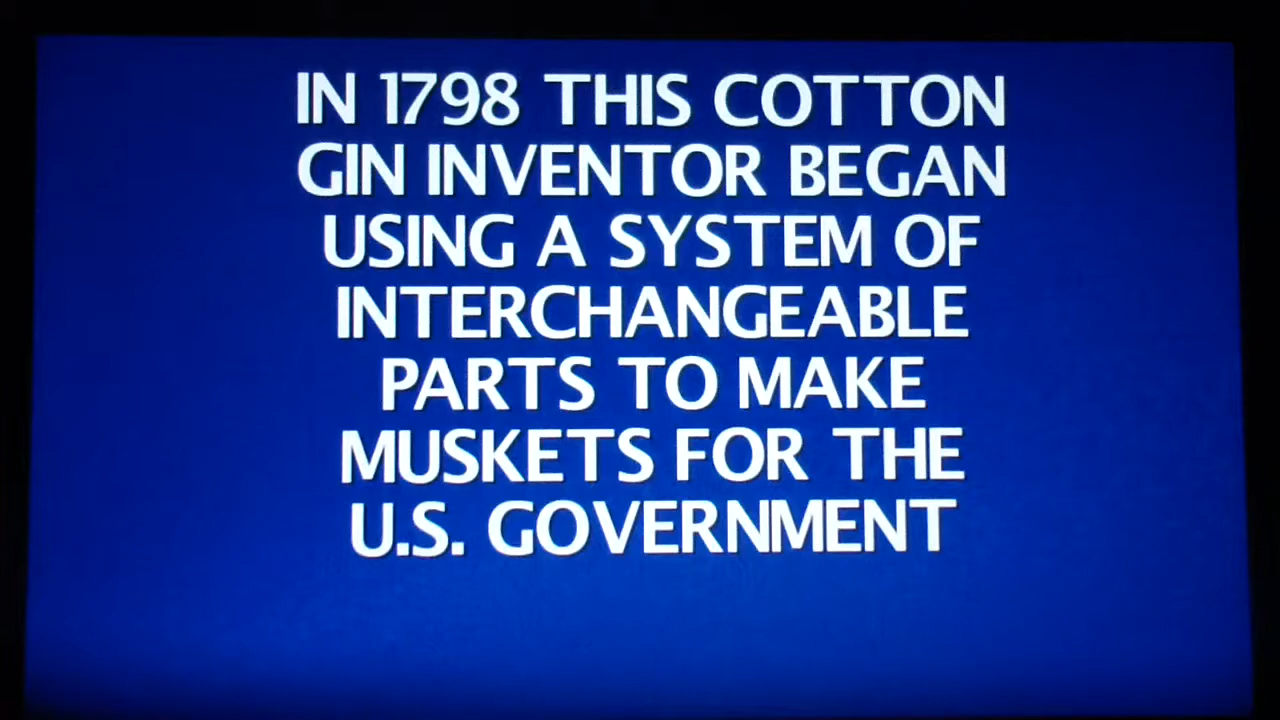 IN 1798 THIS COTTON
GIN INVENTOR BEGAN
USING A SYSTEM OF
INTERCHANGEABLE
PARTS TO MAKE
MUSKETS FOR THE
U.S. GOVERNMENT